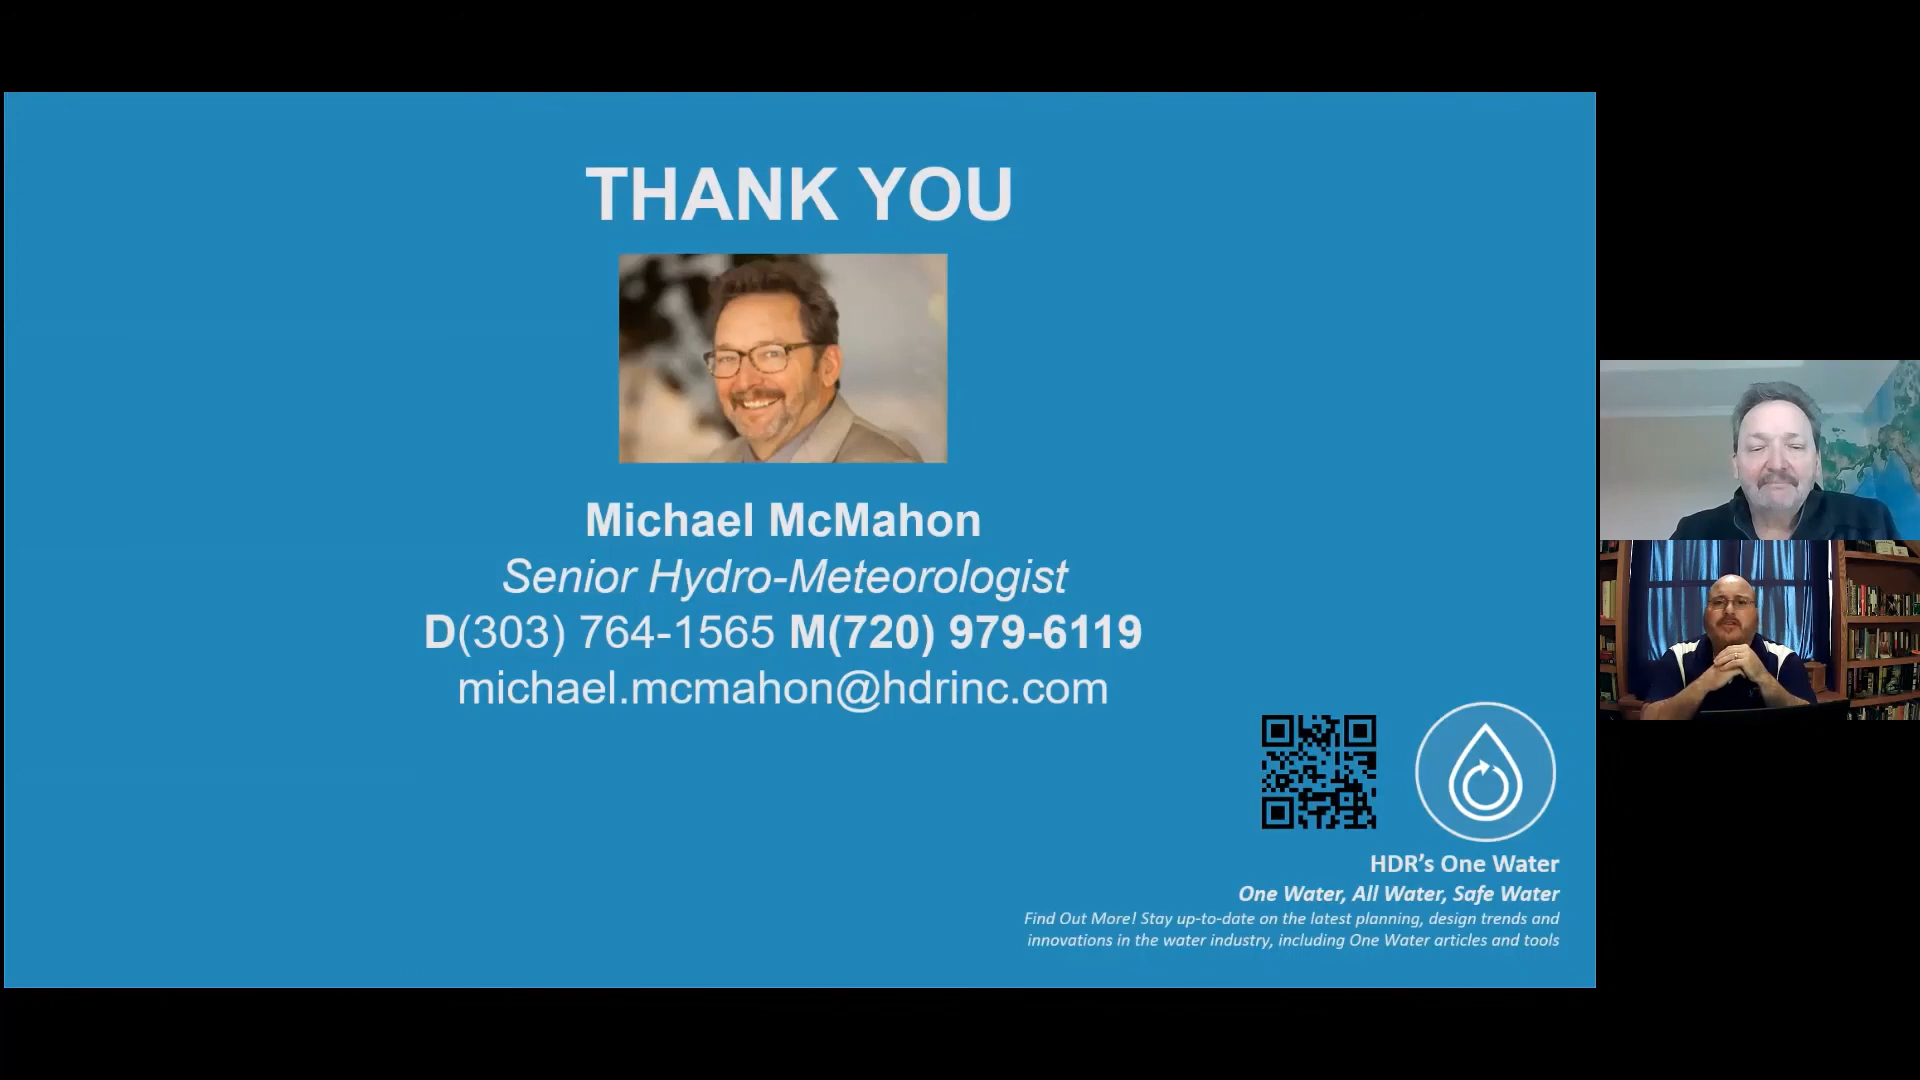 THANK YOU
Michael McMahon
Senior Hydro-Meteorologist
D(303) 764-1565 M(720) 979-6119
michael.mcmahon@hdrinc.com
HDR’s One Water
One Water, All Water, Safe Water
Find Out More! Stay up-to-date on the latest planning, design trends and
innovations in the water industry, including One Water articles and tools